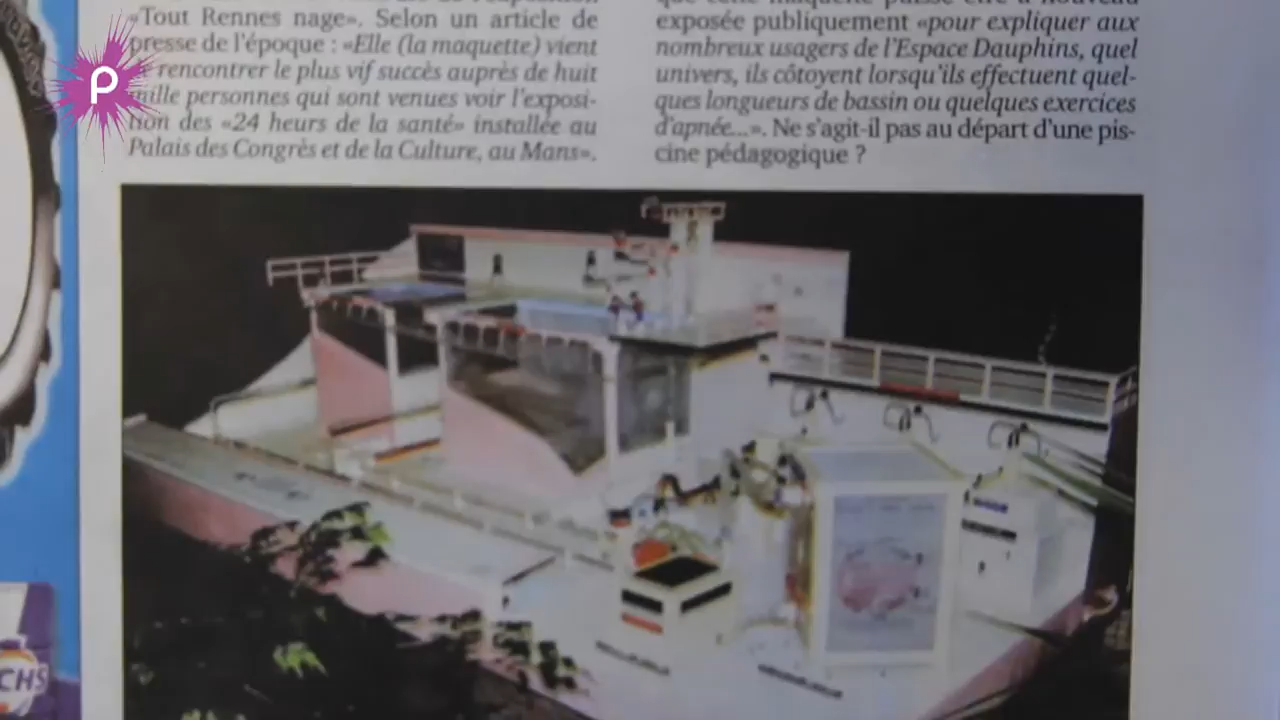 «Tout Rennes nage». Selon un article de
presse de l'époque : «Elle (la maquette) vient
rencontrer le plus vif succès auprès de huit
mille personnes qui sont venues voir l'exposi-
tion des «24 heurs de la santé» installée au
Palais des Congrès et de la Culture, au Mans».
exposée publiquement «pour expliquer aux
nombreux usagers de l'Espace Dauphins, quel
univers, ils côtoyent lorsqu'ils effectuent quel-
ques longueurs de bassin ou quelques exercices
d'apnée...». Ne s'agit-il pas au départ d'une pis-
cine pédagogique ?
P
CHS